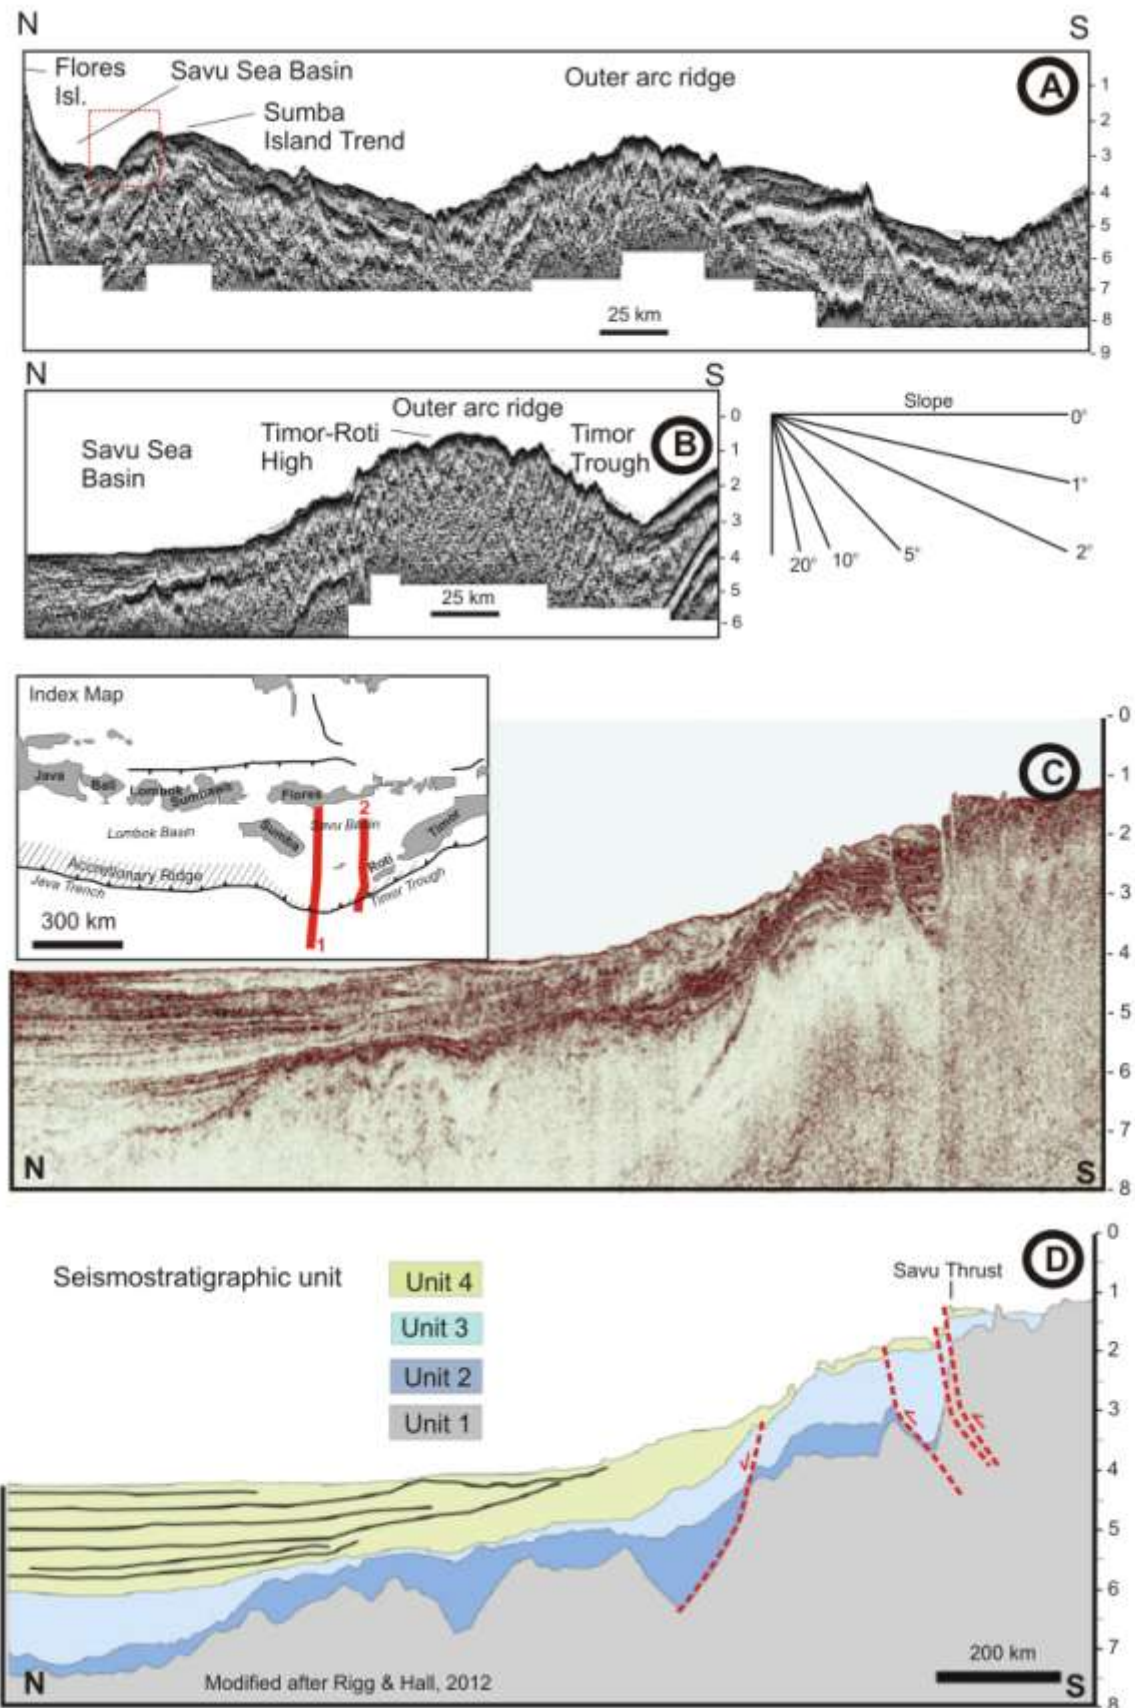 N
S
Flores
Isl.
Savu Sea Basin
Outer arc ridge
A
Sumba
Island Trend
1
2
3
4
5
6
7
8
9
25 km
N
S
Outer arc ridge
Timor-Roti
High
Timor
Trough
B
Savu Sea
Basin
0
1
2
3
4
5
6
25 km
Slope
0°
1°
2°
5°
10°
20°
Index Map
Java
Bali
Lombok
Sumbawa
Flores
2
Lombok Basin
Sumba
Savu Basin
Timor
Roti
Accretionary Ridge
Java Trench
Timor Trough
300 km
1
C
0
1
2
3
4
5
6
7
8
N
S
D
Seismostratigraphic unit
Unit 4
Unit 3
Unit 2
Unit 1
Savu Thrust
0
1
2
3
4
5
6
7
8
200 km
N
Modified after Rigg & Hall, 2012
S